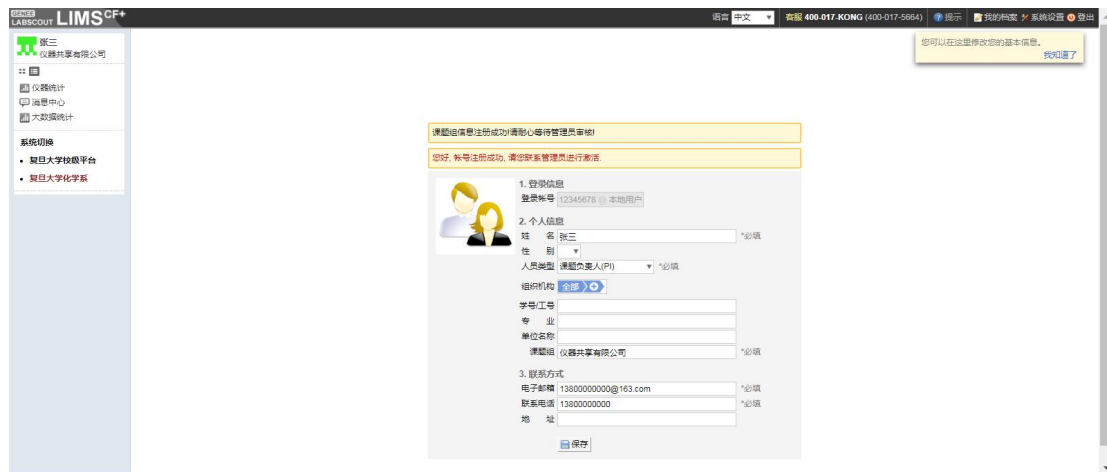 GENEE
LABSCOUT LIMS CF+
语言 中文
客服 400-017-KONG (400-017-5664)
提示
我的档案
系统设置
登出
您可以在这里修改您的基本信息。
我知道了
张三
仪器共享有限公司
仪器统计
消息中心
大数据统计
系统切换
复旦大学校级平台
复旦大学化学系
课题组信息注册成功!请耐心等待管理员审核!
您好, 帐号注册成功, 请您联系管理员进行激活.
1. 登录信息
登录帐号 12345678 @ 本地用户
2. 个人信息
姓 名 张三 *必填
性 别
人员类型 课题负责人(PI) *必填
组织机构 全部
学号/工号
专 业
单位名称
课题组 仪器共享有限公司 *必填
3. 联系方式
电子邮箱 13800000000@163.com *必填
联系电话 13800000000 *必填
地 址
保存